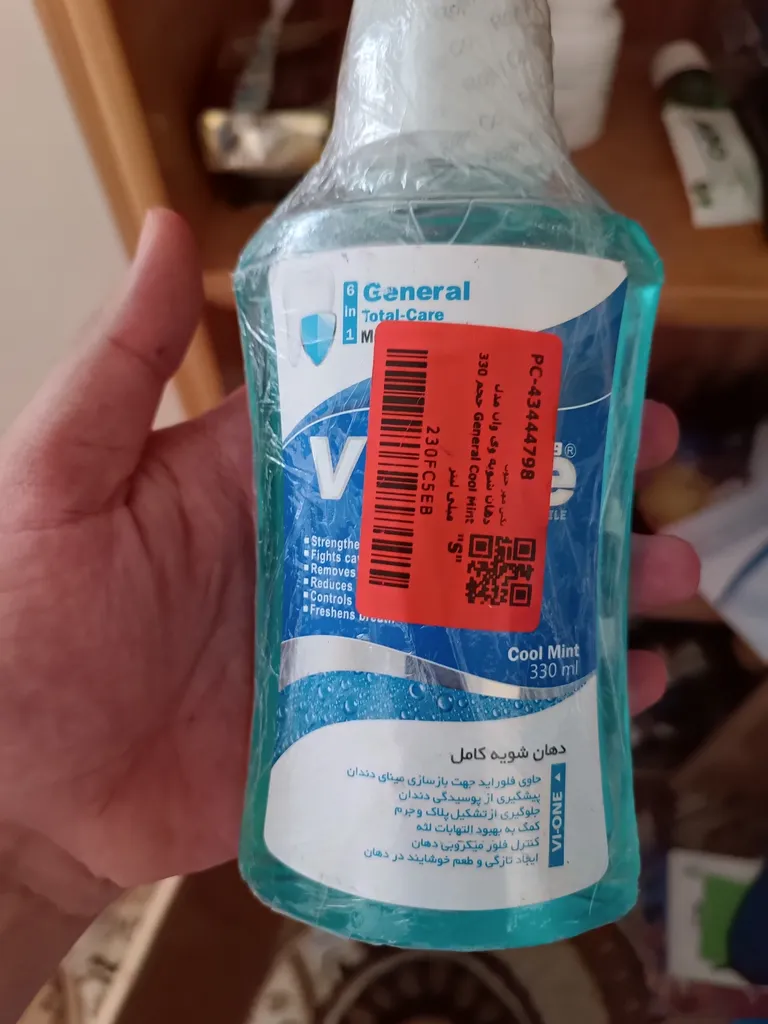 6 in 1
General
Total-Care
V
e®
Strengthe
Fights ca
Removes
Reduces
Controls
Freshens breath
Cool Mint
330 ml
PC-43444798
دهان شویه وی وان مدل
General Cool Mint حجم 330
میلی لیتر
"S"
230FC5EB
دهان شویه کامل
حاوی فلوراید جهت بازسازی مینای دندان
پیشگیری از پوسیدگی دندان
جلوگیری از تشکیل پلاک و جرم
کمک به بهبود التهابات لثه
کنترل فلور میکروبی دهان
ایجاد تازگی و طعم خوشایند در دهان
VI-ONE